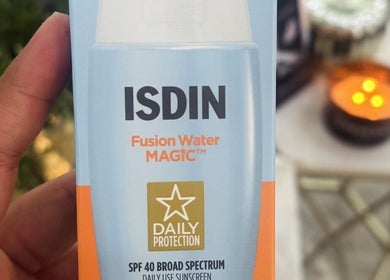 ISDIN
Fusion Water
MAGIC™
DAILY
PROTECTION
SPF 40 BROAD SPECTRUM
DAILY USE SUNSCREEN